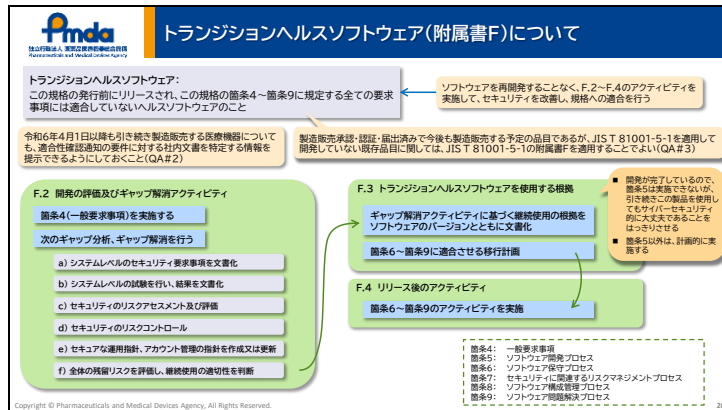 Pmda
独立行政法人 医薬品医療機器総合機構
Pharmaceuticals and Medical Devices Agency
トランジションヘルスソフトウェア(附属書F)について
トランジションヘルスソフトウェア:
この規格の発行前にリリースされ、この規格の箇条4～箇条9に規定する全ての要求
事項には適合していないヘルスソフトウェアのこと
ソフトウェアを再開発することなく、F.2～F.4のアクティビティを
実施して、セキュリティを改善し、規格への適合を行う
令和6年4月1日以降も引き続き製造販売する医療機器について
も、適合性確認通知の要件に対する社内文書を特定する情報を
提示できるようにしておくこと(QA#2)
製造販売承認・認証・届出済みで今後も製造販売する予定の品目であるが、JIS T 81001-5-1を適用して
開発していない既存品目に関しては、JIS T 81001-5-1の附属書Fを適用することでよい(QA#3)
F.2 開発の評価及びギャップ解消アクティビティ
箇条4(一般要求事項)を実施する
次のギャップ分析、ギャップ解消を行う
a) システムレベルのセキュリティ要求事項を文書化
b) システムレベルの試験を行い、結果を文書化
c) セキュリティのリスクアセスメント及び評価
d) セキュリティのリスクコントロール
e) セキュアな運用指針、アカウント管理の指針を作成又は更新
f) 全体の残留リスクを評価し、継続使用の適切性を判断
F.3 トランジションヘルスソフトウェアを使用する根拠
ギャップ解消アクティビティに基づく継続使用の根拠を
ソフトウェアのバージョンとともに文書化
箇条6～箇条9に適合させる移行計画
■ 開発が完了しているので、
箇条5は実施できないが、
引き続きこの製品を使用し
てもサイバーセキュリティ
的に大丈夫であることを
はっきりさせる
■ 箇条5以外は、計画的に実
施する
F.4 リリース後のアクティビティ
箇条6～箇条9のアクティビティを実施
箇条4: 一般要求事項
箇条5: ソフトウェア開発プロセス
箇条6: ソフトウェア保守プロセス
箇条7: セキュリティに関連するリスクマネジメントプロセス
箇条8: ソフトウェア構成管理プロセス
箇条9: ソフトウェア問題解決プロセス
Copyright © Pharmaceuticals and Medical Devices Agency, All Rights Reserved.